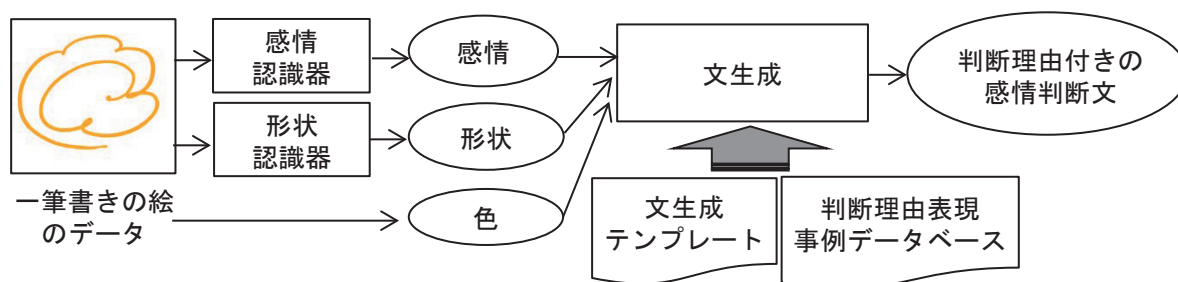 感情
認識器
感情
文生成
判断理由付きの
感情判断文
形状
認識器
形状
一筆書きの絵
のデータ
色
文生成
テンプレート
判断理由表現
事例データベース